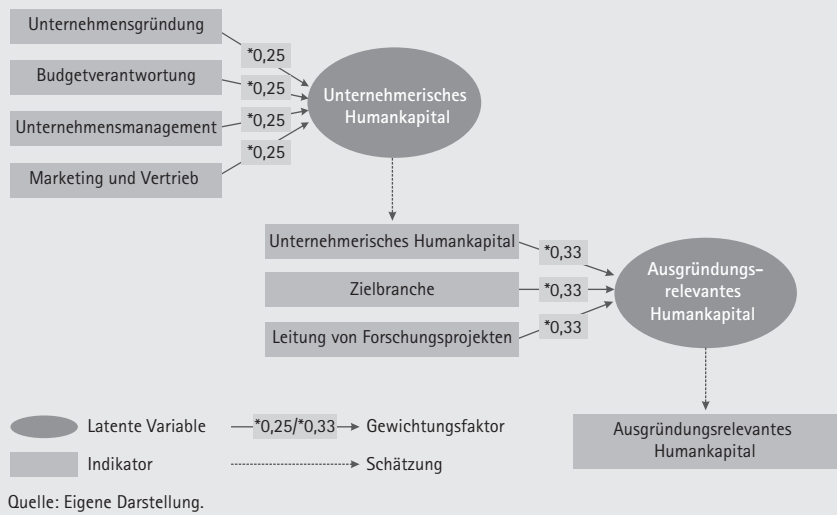 Unternehmensgründung
*0,25
Budgetverantwortung
*0,25
Unternehmensmanagement
*0,25
Marketing und Vertrieb
*0,25
Unternehmerisches
Humankapital
Unternehmerisches Humankapital
*0,33
Zielbranche
*0,33
Leitung von Forschungsprojekten
*0,33
Ausgründungs-
relevantes
Humankapital
Ausgründungsrelevantes
Humankapital
Latente Variable
*0,25/*0,33
Gewichtungsfaktor
Indikator
Schätzung
Quelle: Eigene Darstellung.